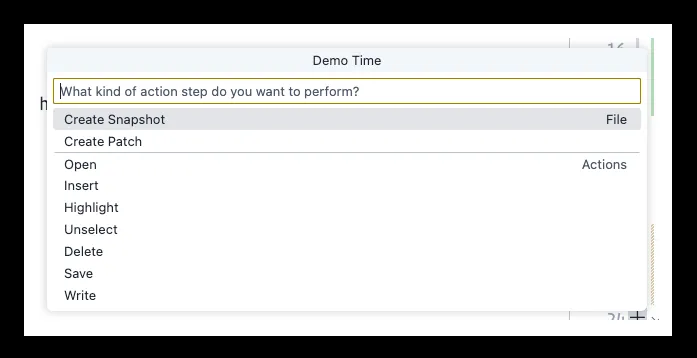 16
Demo Time
h
What kind of action step do you want to perform?
Create Snapshot File
Create Patch
Open Actions
Insert
Highlight
Unselect
Delete
Save
Write